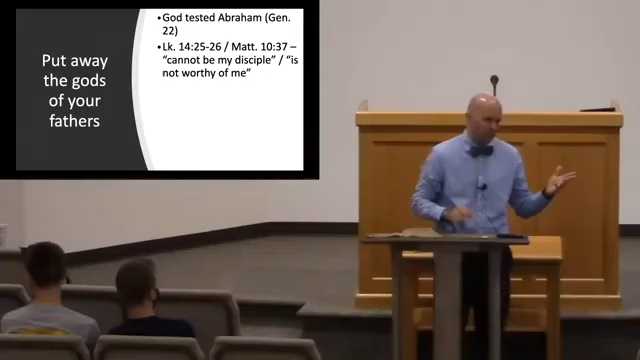 Put away
the gods
of your
fathers
•God tested Abraham (Gen.
22)
•Lk. 14:25-26 / Matt. 10:37 –
“cannot be my disciple” / “is
not worthy of me”